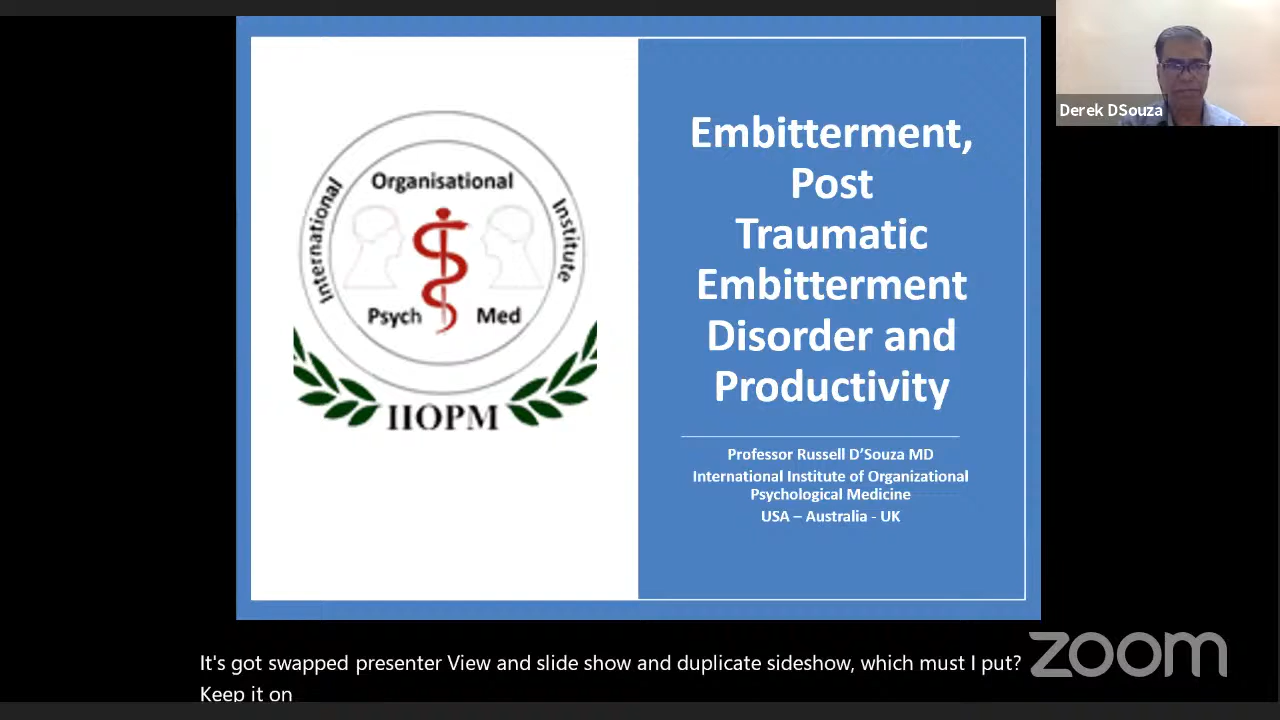 International
Organisational
Institute
Psych Med
IIOPM
Embitterment,
Post
Traumatic
Embitterment
Disorder and
Productivity
Professor Russell D'Souza MD
International Institute of Organizational
Psychological Medicine
USA – Australia - UK
Derek DSouza
It's got swapped presenter View and slide show and duplicate sideshow, which must I put?
Keep it on
zoom